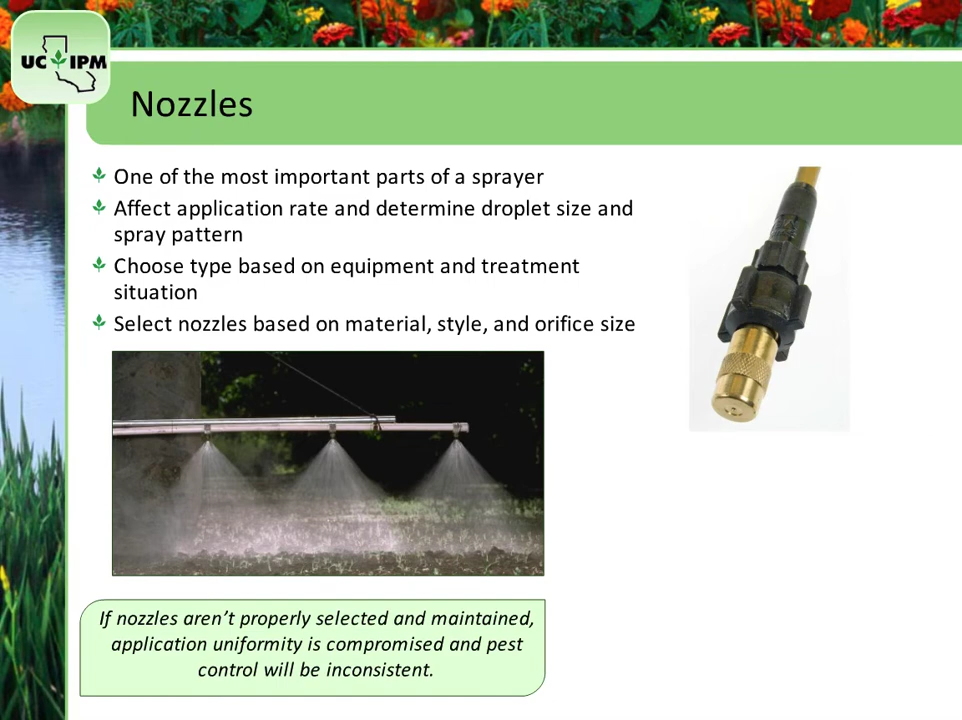 UC IPM
Nozzles
One of the most important parts of a sprayer
Affect application rate and determine droplet size and
spray pattern
Choose type based on equipment and treatment
situation
Select nozzles based on material, style, and orifice size
If nozzles aren’t properly selected and maintained,
application uniformity is compromised and pest
control will be inconsistent.